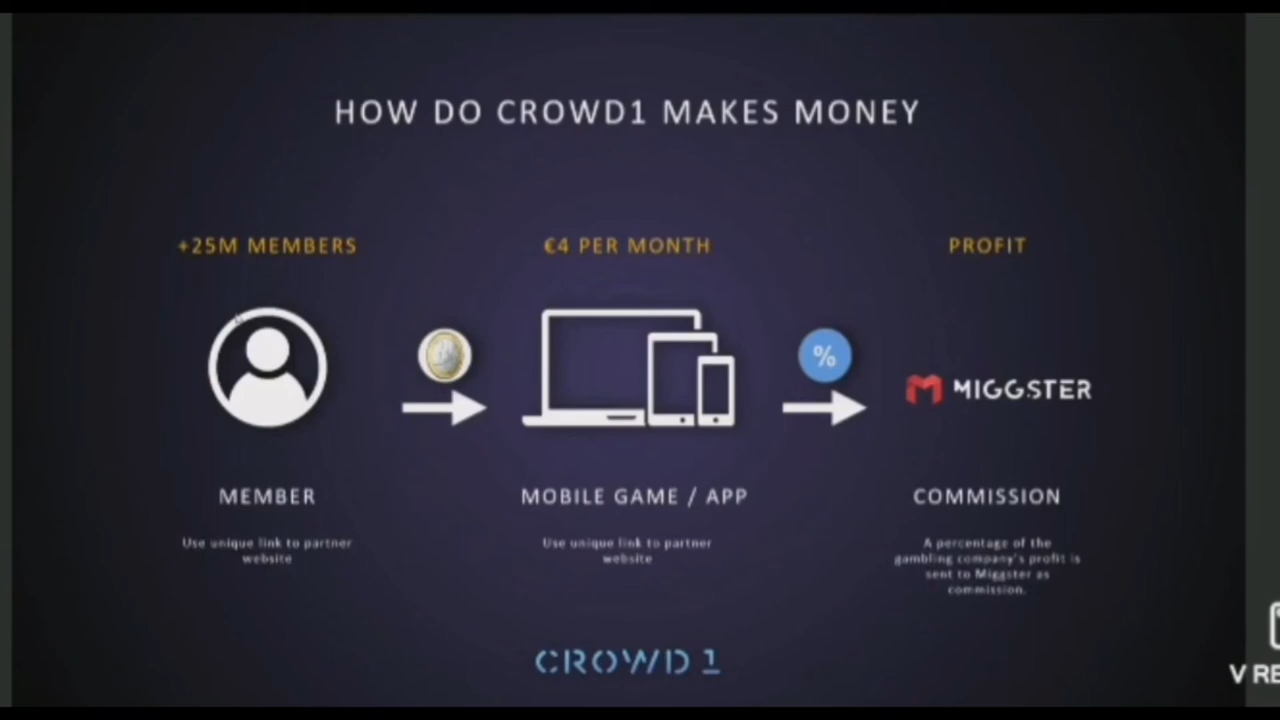 HOW DO CROWD1 MAKES MONEY
+25M MEMBERS
€4 PER MONTH
PROFIT
%
MIGGSTER
MEMBER
MOBILE GAME / APP
COMMISSION
Use unique link to partner
website
Use unique link to partner
website
A percentage of the
gambling company's profit is
sent to Miggster as
commission.
CROWD1
V RE